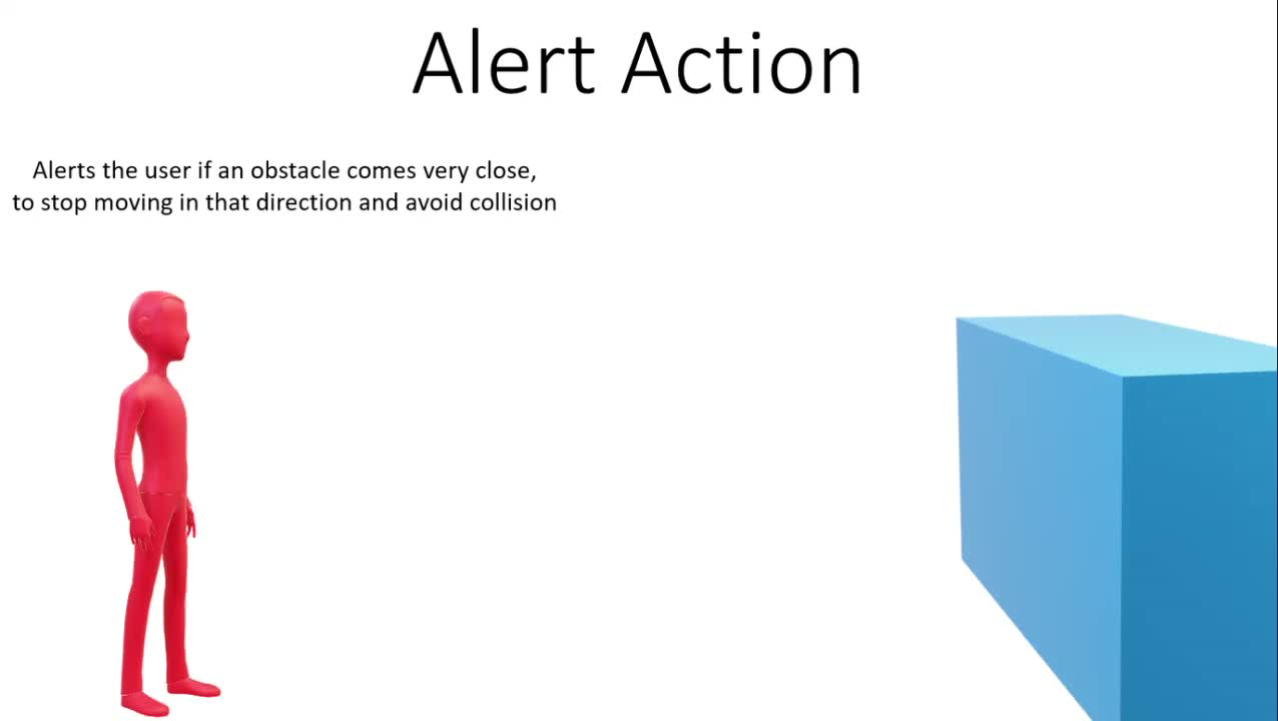 Alert Action
Alerts the user if an obstacle comes very close,
to stop moving in that direction and avoid collision